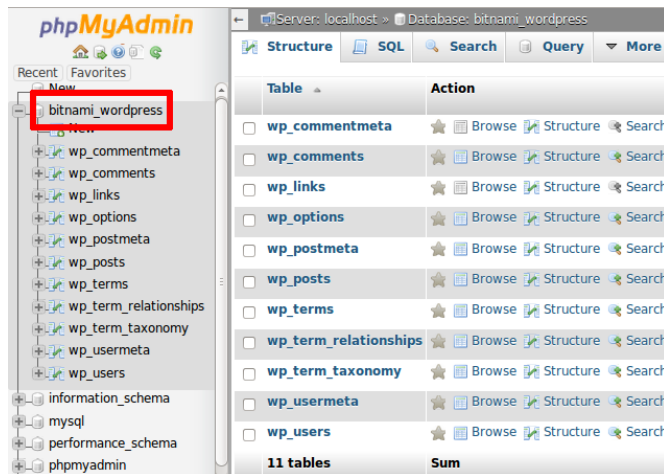 phpMyAdmin
Recent Favorites
New
bitnami_wordpress
New
wp_commentmeta
wp_comments
wp_links
wp_options
wp_postmeta
wp_posts
wp_terms
wp_term_relationships
wp_term_taxonomy
wp_usermeta
wp_users
information_schema
mysql
performance_schema
phpmyadmin
Server: localhost » Database: bitnami_wordpress
Structure SQL Search Query More
Table Action
wp_commentmeta Browse Structure Search
wp_comments Browse Structure Search
wp_links Browse Structure Search
wp_options Browse Structure Search
wp_postmeta Browse Structure Search
wp_posts Browse Structure Search
wp_terms Browse Structure Search
wp_term_relationships Browse Structure Search
wp_term_taxonomy Browse Structure Search
wp_usermeta Browse Structure Search
wp_users Browse Structure Search
11 tables Sum